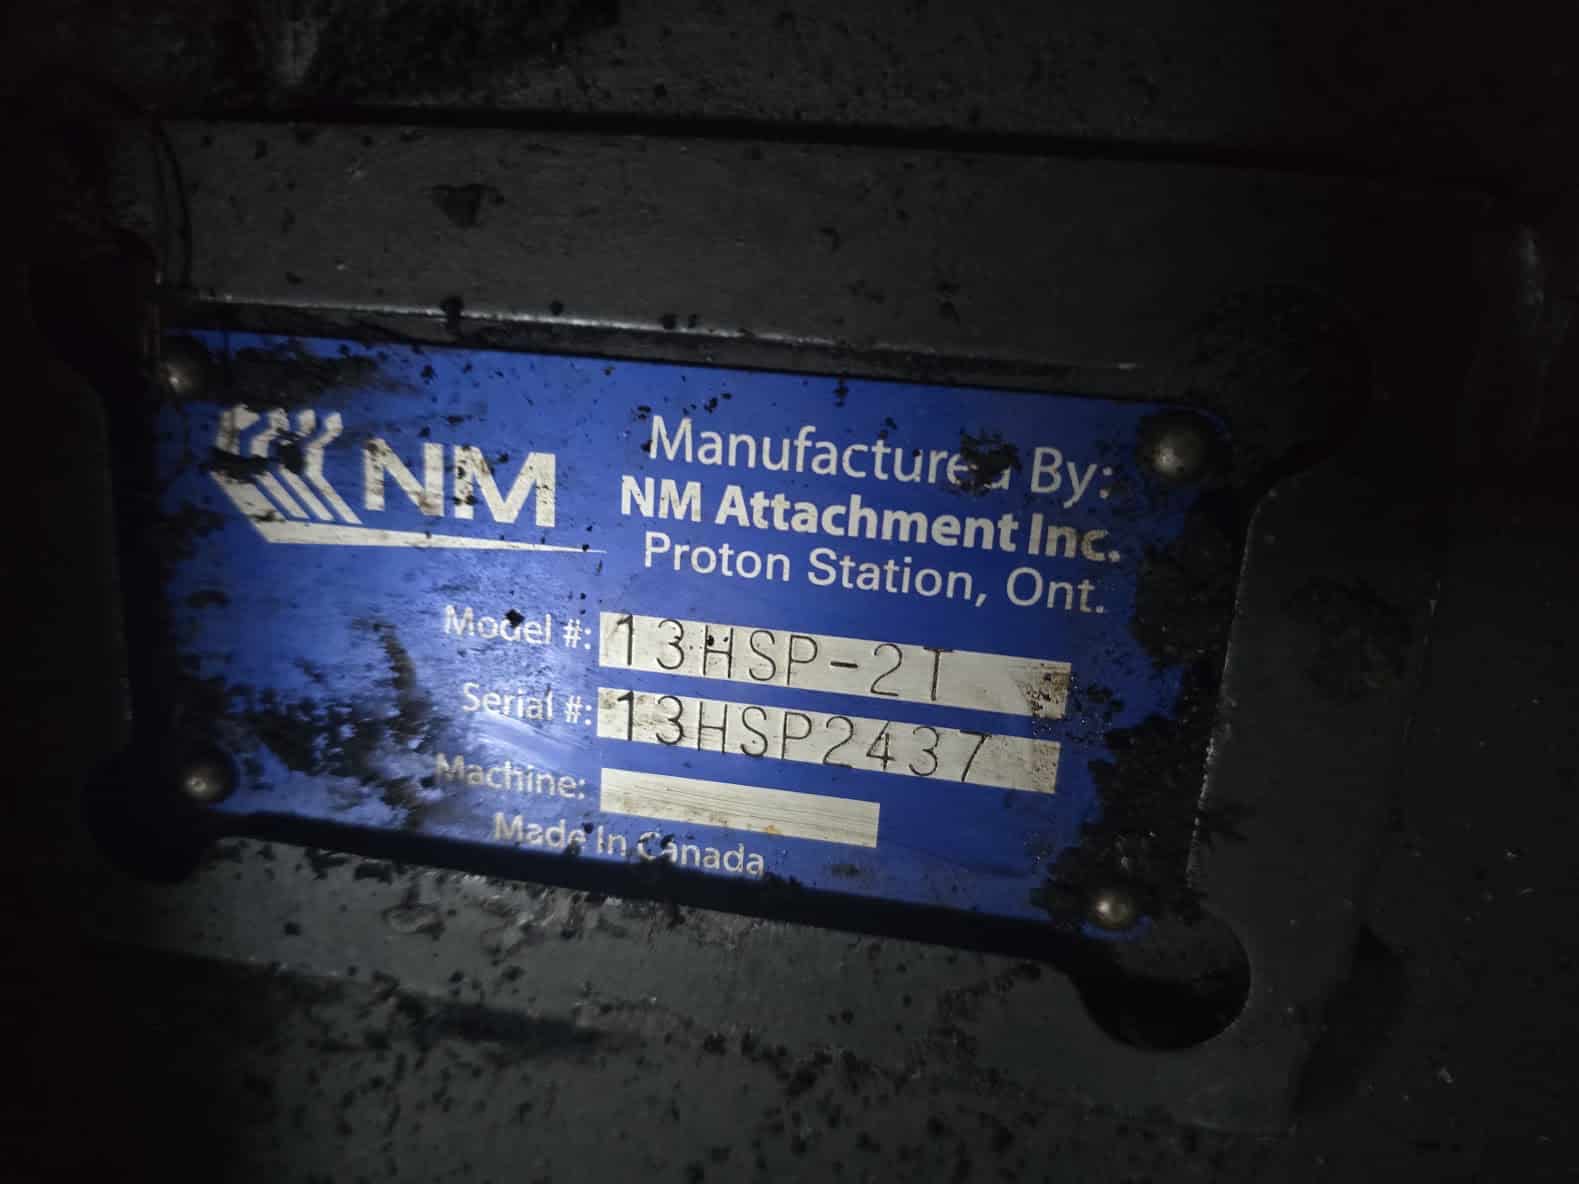 NM
Manufactured By:
NM Attachment Inc.
Proton Station, Ont.
Model #: 13HSP-2T
Serial #: 13HSP2437
Machine:
Made In Canada